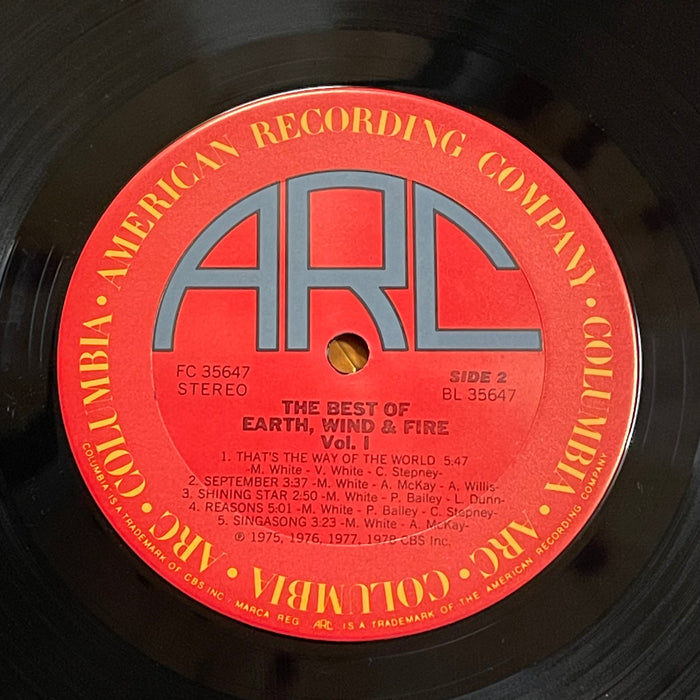 AMERICAN RECORDING COMPANY • COLUMBIA • ARC • COLUMBIA • ARC • COLUMBIA •
ARC
FC 35647
STEREO
SIDE 2
BL 35647
THE BEST OF
EARTH, WIND & FIRE
Vol. I
1. THAT'S THE WAY OF THE WORLD 5:47
-M. White - V. White - C. Stepney-
2. SEPTEMBER 3:37 -M. White - A. McKay - A. Willis-
3. SHINING STAR 2:50 -M. White - P. Bailey - L. Dunn-
4. REASONS 5:01 -M. White - P. Bailey - C. Stepney-
5. SINGASONG 3:23 -M. White - A. McKay-
℗ 1975, 1976, 1977, 1978 CBS Inc.
COLUMBIA IS A TRADEMARK OF CBS INC. MARCA REG. ARC IS A TRADEMARK OF THE AMERICAN RECORDING COMPANY.